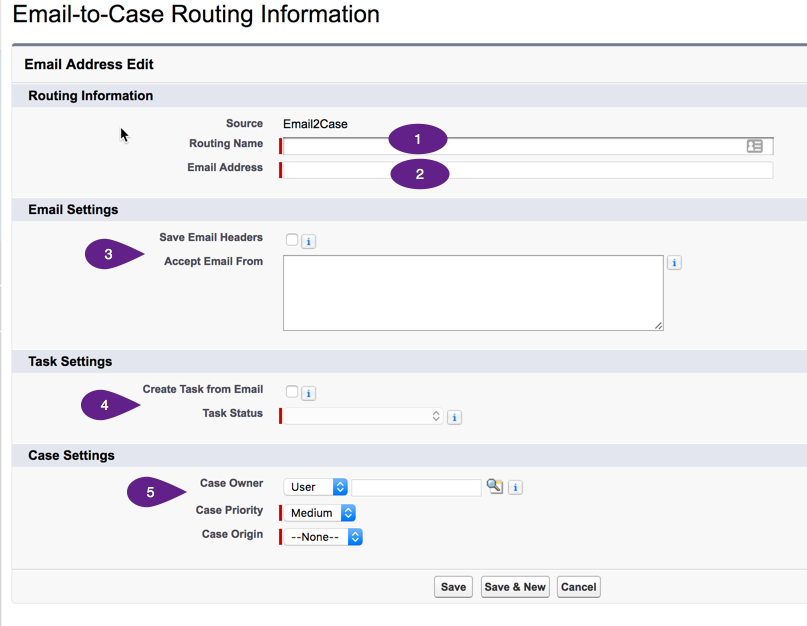 Email-to-Case Routing Information
Email Address Edit
Routing Information
Source Email2Case
Routing Name 1
Email Address 2
Email Settings
Save Email Headers i
3
Accept Email From i
Task Settings
Create Task from Email i
4
Task Status i
Case Settings
Case Owner User i
5
Case Priority Medium
Case Origin --None--
Save Save & New Cancel